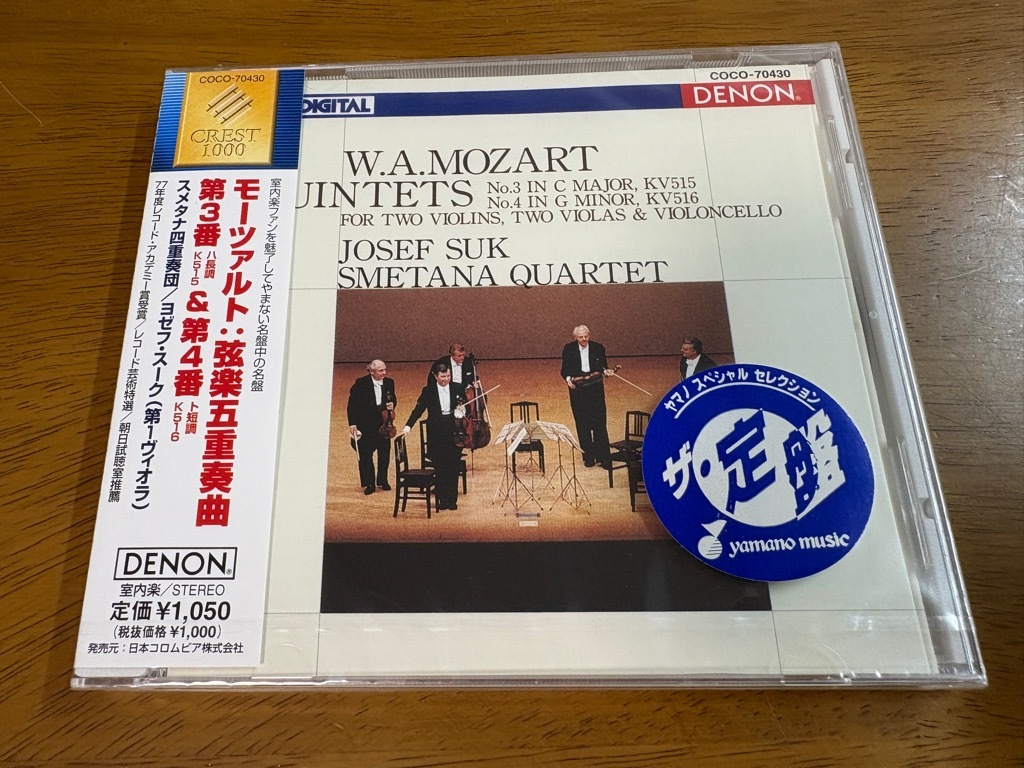 COCO-70430
CREST
1000
室内楽ファンを魅了してやまない名盤中の名盤
モーツァルト:弦楽五重奏曲
第3番 ハ長調 K515 & 第4番 ト短調 K516
スメタナ四重奏団/ヨゼフ・スーク(第1ヴィオラ)
77年度レコード・アカデミー賞受賞/レコード芸術特選/朝日試聴室推薦
DENON®
室内楽/STEREO
定価¥1,050
(税抜価格¥1,000)
発売元:日本コロムビア株式会社
COCO-70430
DIGITAL
DENON®
W.A.MOZART
UINTETS No.3 IN C MAJOR, KV515
No.4 IN G MINOR, KV516
FOR TWO VIOLINS, TWO VIOLAS & VIOLONCELLO
JOSEF SUK
SMETANA QUARTET
ヤマノ スペシャル セレクション
ザ・定盤
yamano music